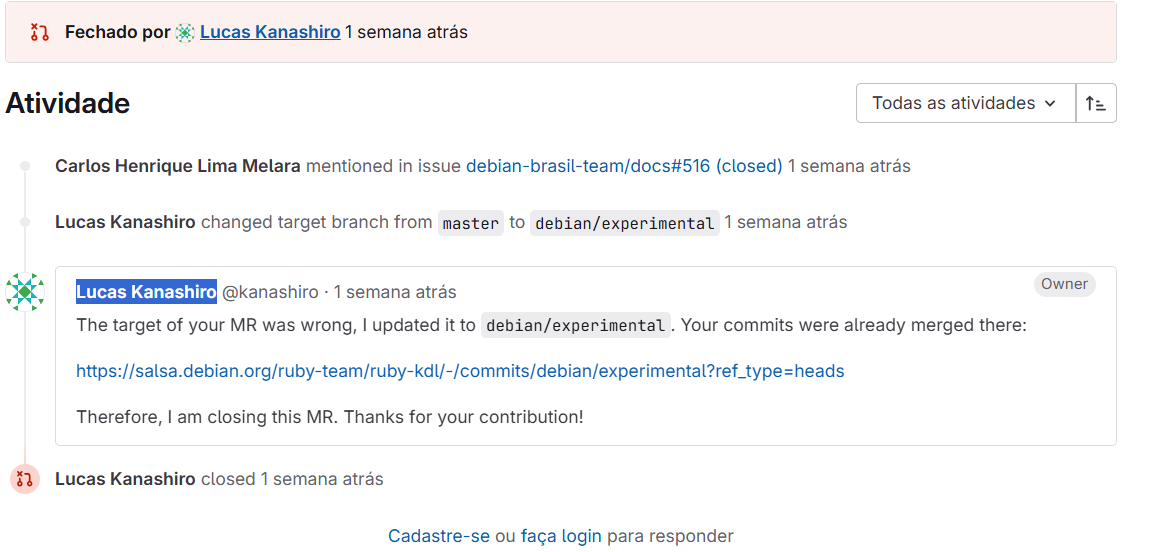 Fechado por Lucas Kanashiro 1 semana atrás
Atividade
Todas as atividades
Carlos Henrique Lima Melara mentioned in issue debian-brasil-team/docs#516 (closed) 1 semana atrás
Lucas Kanashiro changed target branch from master to debian/experimental 1 semana atrás
Lucas Kanashiro @kanashiro · 1 semana atrás
Owner
The target of your MR was wrong, I updated it to debian/experimental. Your commits were already merged there:
https://salsa.debian.org/ruby-team/ruby-kdl/-/commits/debian/experimental?ref_type=heads
Therefore, I am closing this MR. Thanks for your contribution!
Lucas Kanashiro closed 1 semana atrás
Cadastre-se ou faça login para responder